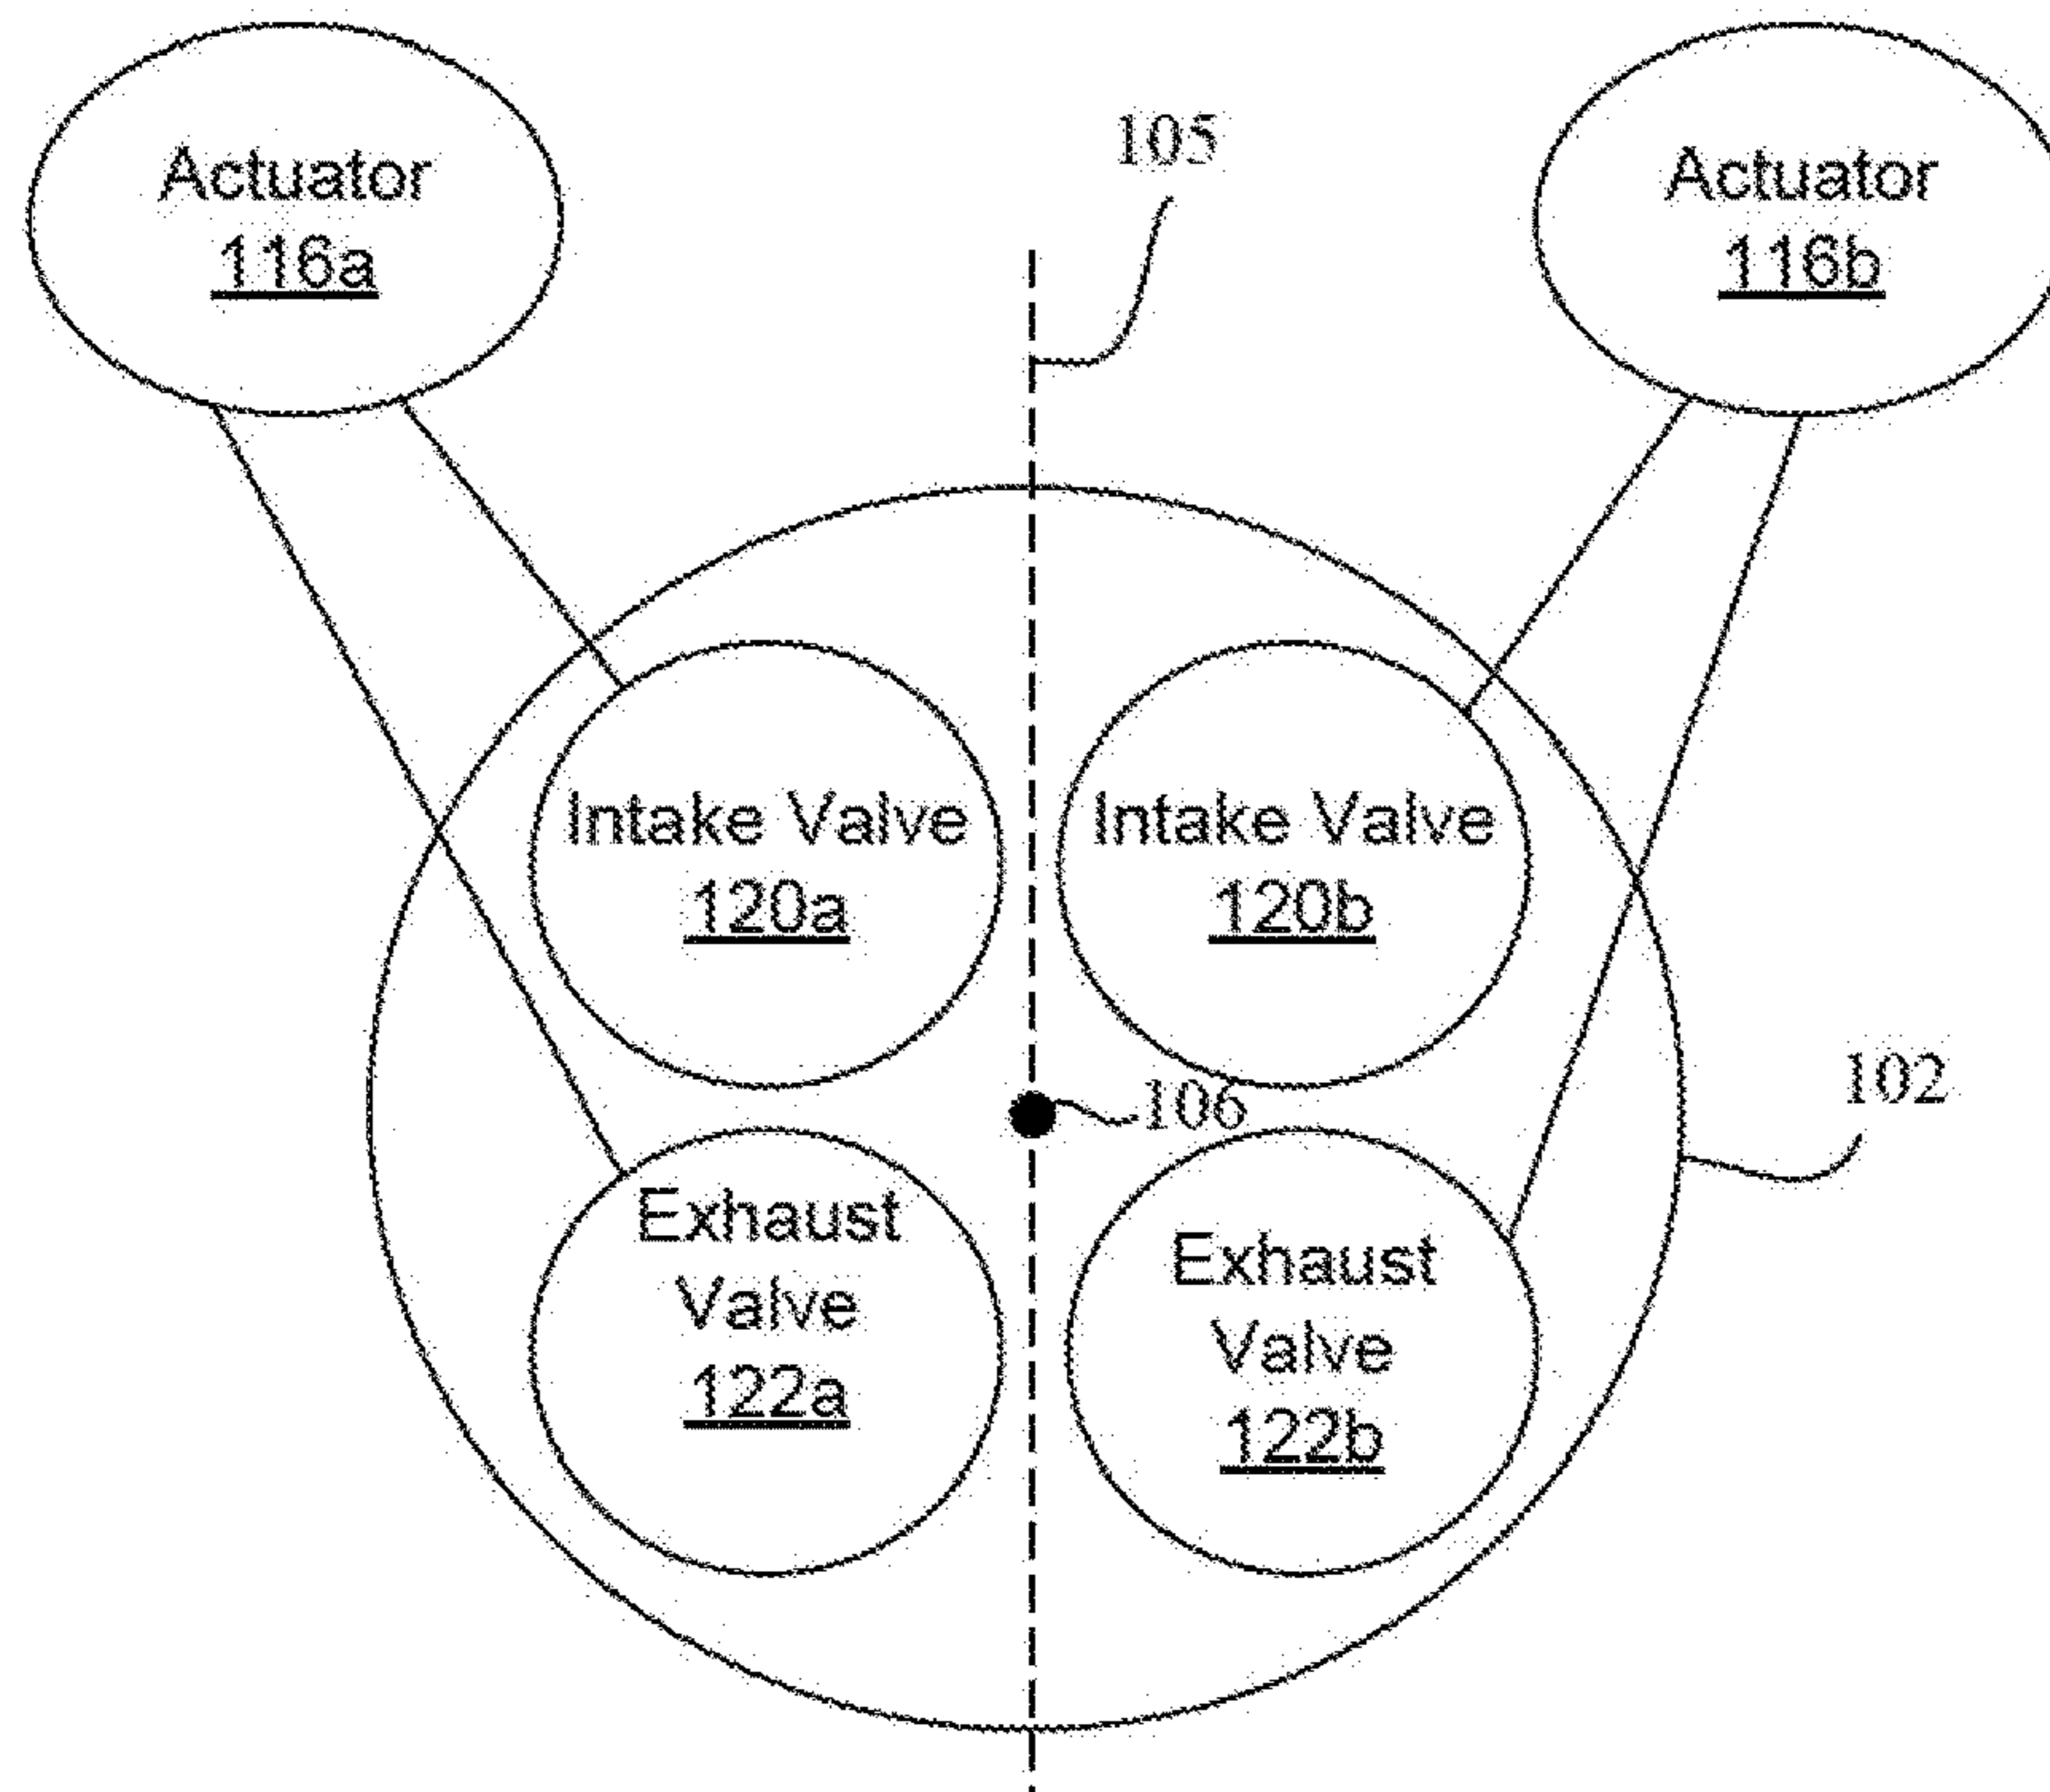 Actuator
116a
105
Actuator
116b
Intake Valve
120a
Intake Valve
120b
106
102
Exhaust
Valve
122a
Exhaust
Valve
122b